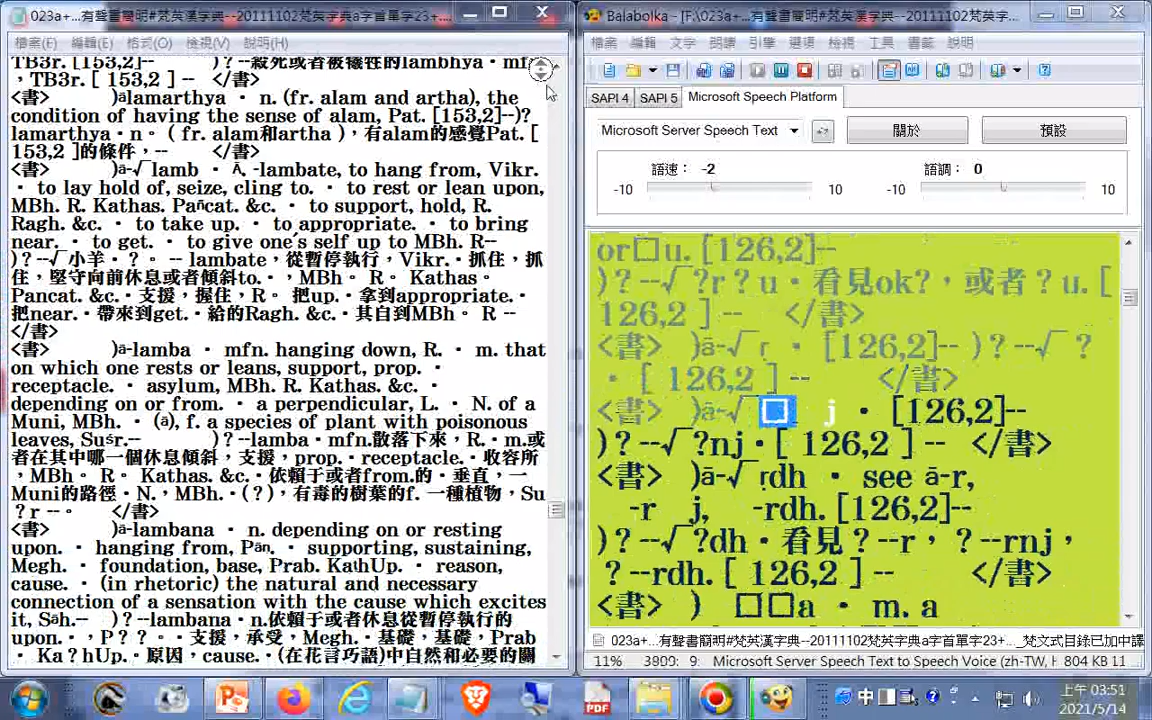 有聲書簡明#梵英漢字典--20111102梵英字典a字首單字23+...
檔案(E) 編輯(E) 格式(O) 檢視(V) 說明(H)
TB3r. [153,2] )?--殺死或者被犧牲的lambhya・mf
，TB3r. [ 153,2 ] -- </書>
<書> )ālamarthya ・ n. (fr. alam and artha), the
condition of having the sense of alam, Pat. [153,2]--)?
lamarthya・n。 ( fr. alam和artha )，有alam的感覺Pat. [
153,2 ]的條件，-- </書>
<書> )ā-√lamb ・ Ā. -lambate, to hang from, Vikr.
・ to lay hold of, seize, cling to. ・ to rest or lean upon,
MBh. R. Kathas. Pañcat. &c. ・ to support, hold, R.
Ragh. &c. ・ to take up. ・ to appropriate. ・ to bring
near. ・ to get. ・ to give one's self up to MBh. R--
)?--√小羊・?。 -- lambate，從暫停執行，Vikr.・抓住，抓
住，堅守向前休息或者傾斜to.・，MBh。R。 Kathas。
Pancat. &c.・支援，握住，R。 把up.・拿到appropriate.・
把near.・帶來到get.・給的Ragh. &c.・其自到MBh。R --
</書>
<書> )ā-lamba ・ mfn. hanging down, R. ・ m. that
on which one rests or leans, support, prop. ・
receptacle. ・ asylum, MBh. R. Kathas. &c. ・
depending on or from. ・ a perpendicular, L. ・ N. of a
Muni, MBh. ・ (ā), f. a species of plant with poisonous
leaves, Suśr.-- )?--lamba・mfn.散落下來，R.・m.或
者在其中哪一個休息傾斜，支援，prop.・receptacle.・收容所
，MBh。R。Kathas。&c.・依賴于或者from.的・垂直，一
Muni的路徑・N.，MBh.・(？)，有毒的樹葉的f. 一種植物，Su
?r --。 </書>
<書> )ā-lambana ・ n. depending on or resting
upon. ・ hanging from, Pāṇ. ・ supporting, sustaining,
Megh. ・ foundation, base, Prab. KaṭhUp. ・ reason,
cause. ・ (in rhetoric) the natural and necessary
connection of a sensation with the cause which excites
it, Sāh.-- )?--lambana・n.依賴于或者休息從暫停執行的
upon.・，P??。・支援，承受，Megh.・基礎，基礎，Prab
・Ka?hUp.・原因，cause.・(在花言巧語)中自然和必要的關
Balabolka - [F:\023a+...有聲書簡明#梵英漢字典--20111102梵英字...
檔案 編輯 文字 朗讀 引擎 選項 檢視 工具 書籤 說明
SAPI 4 SAPI 5 Microsoft Speech Platform
Microsoft Server Speech Text 關於 預設
語速： -2 語調： 0
-10 10 -10 10
or□u. [126,2]--
)?--√?r？u・看見ok?，或者？u. [
126,2 ] -- </書>
<書> )ā-√r ・ [126,2]-- )?--√?
・[ 126,2 ] -- </書>
<書> )ā-√□ j ・ [126,2]--
)?--√?nj・[ 126,2 ] -- </書>
<書> )ā-√ṛdh ・ see ā-r,
-r j, -rdh. [126,2]--
)?--√?dh・看見？--r，？--rnj，
？--rdh. [ 126,2 ] -- </書>
<書> ) □□a ・ m. a
023a+...有聲書簡明#梵英漢字典--20111102梵英字典a字首單字23+..._梵文式目錄已加中譯
11% 3809: 9 Microsoft Server Speech Text to Speech Voice (zh-TW, H 804 KB 11
上午 03:51
2021/5/14